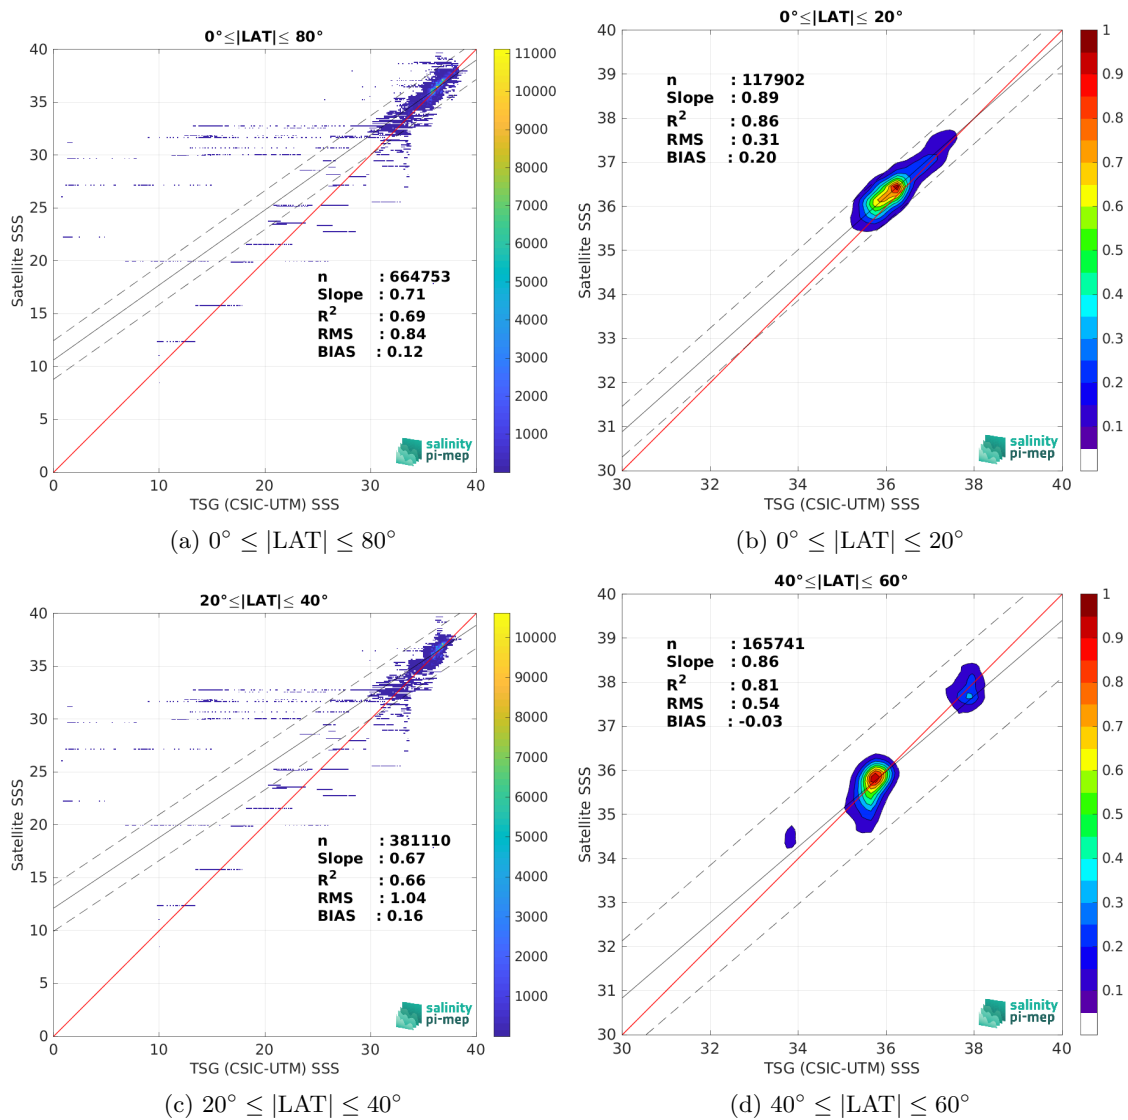 0°≤|LAT|≤ 80°
Satellite SSS
40
35
30
25
20
15
10
5
0
0 10 20 30 40
TSG (CSIC-UTM) SSS
n : 664753
Slope : 0.71
R² : 0.69
RMS : 0.84
BIAS : 0.12
salinity
pi-mep
11000
10000
9000
8000
7000
6000
5000
4000
3000
2000
1000
(a) 0° ≤ |LAT| ≤ 80°
0°≤|LAT|≤ 20°
Satellite SSS
40
39
38
37
36
35
34
33
32
31
30
30 32 34 36 38 40
TSG (CSIC-UTM) SSS
n : 117902
Slope : 0.89
R² : 0.86
RMS : 0.31
BIAS : 0.20
salinity
pi-mep
1
0.9
0.8
0.7
0.6
0.5
0.4
0.3
0.2
0.1
(b) 0° ≤ |LAT| ≤ 20°
20°≤|LAT|≤ 40°
Satellite SSS
40
35
30
25
20
15
10
5
0
0 10 20 30 40
TSG (CSIC-UTM) SSS
n : 381110
Slope : 0.67
R² : 0.66
RMS : 1.04
BIAS : 0.16
salinity
pi-mep
10000
9000
8000
7000
6000
5000
4000
3000
2000
1000
(c) 20° ≤ |LAT| ≤ 40°
40°≤|LAT|≤ 60°
Satellite SSS
40
39
38
37
36
35
34
33
32
31
30
30 32 34 36 38 40
TSG (CSIC-UTM) SSS
n : 165741
Slope : 0.86
R² : 0.81
RMS : 0.54
BIAS : -0.03
salinity
pi-mep
1
0.9
0.8
0.7
0.6
0.5
0.4
0.3
0.2
0.1
(d) 40° ≤ |LAT| ≤ 60°